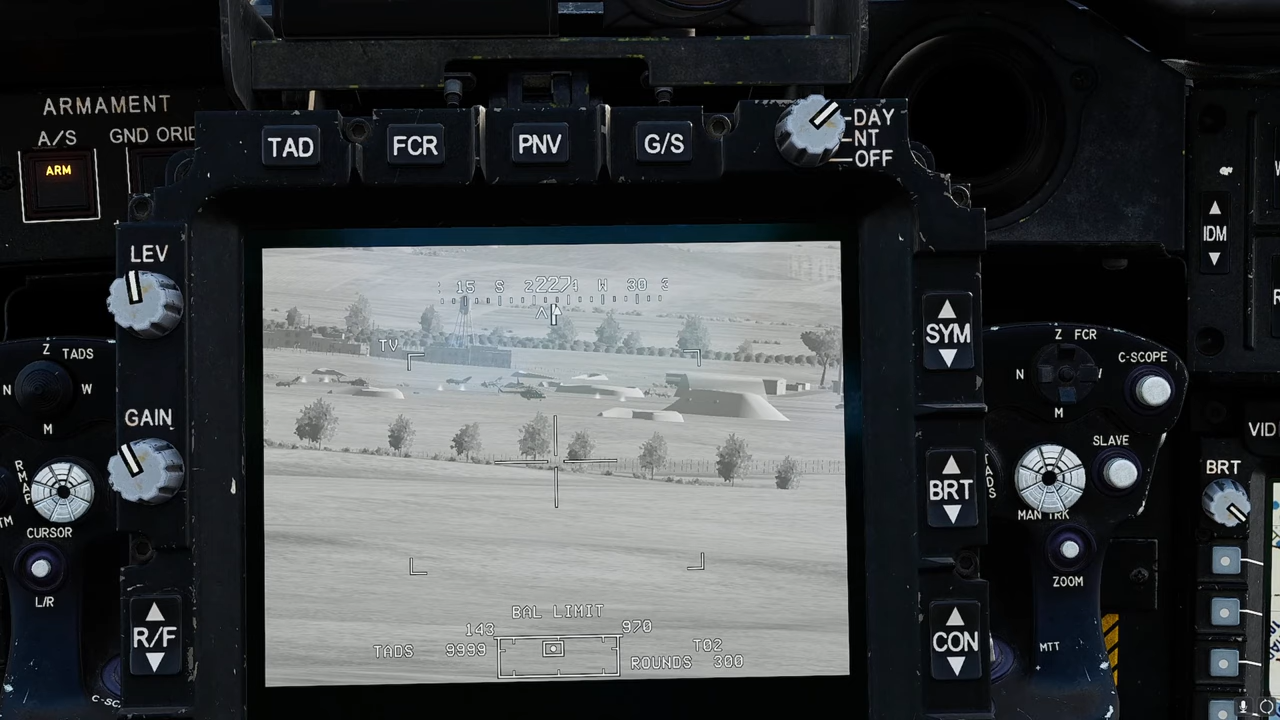 ARMAMENT
A/S
GND ORID
ARM
TAD
FCR
PNV
G/S
DAY
NT
OFF
LEV
GAIN
R/F
SYM
BRT
CON
Z TADS
N
W
M
RMAP
CURSOR
L/R
15 S
W 30 3
TV
BAL LIMIT
143
970
TADS 9999
TO2
ROUNDS 300
Z FCR
N
M
C-SCOPE
SLAVE
MAN TRK
ZOOM
MTT
IDM
VID
BRT